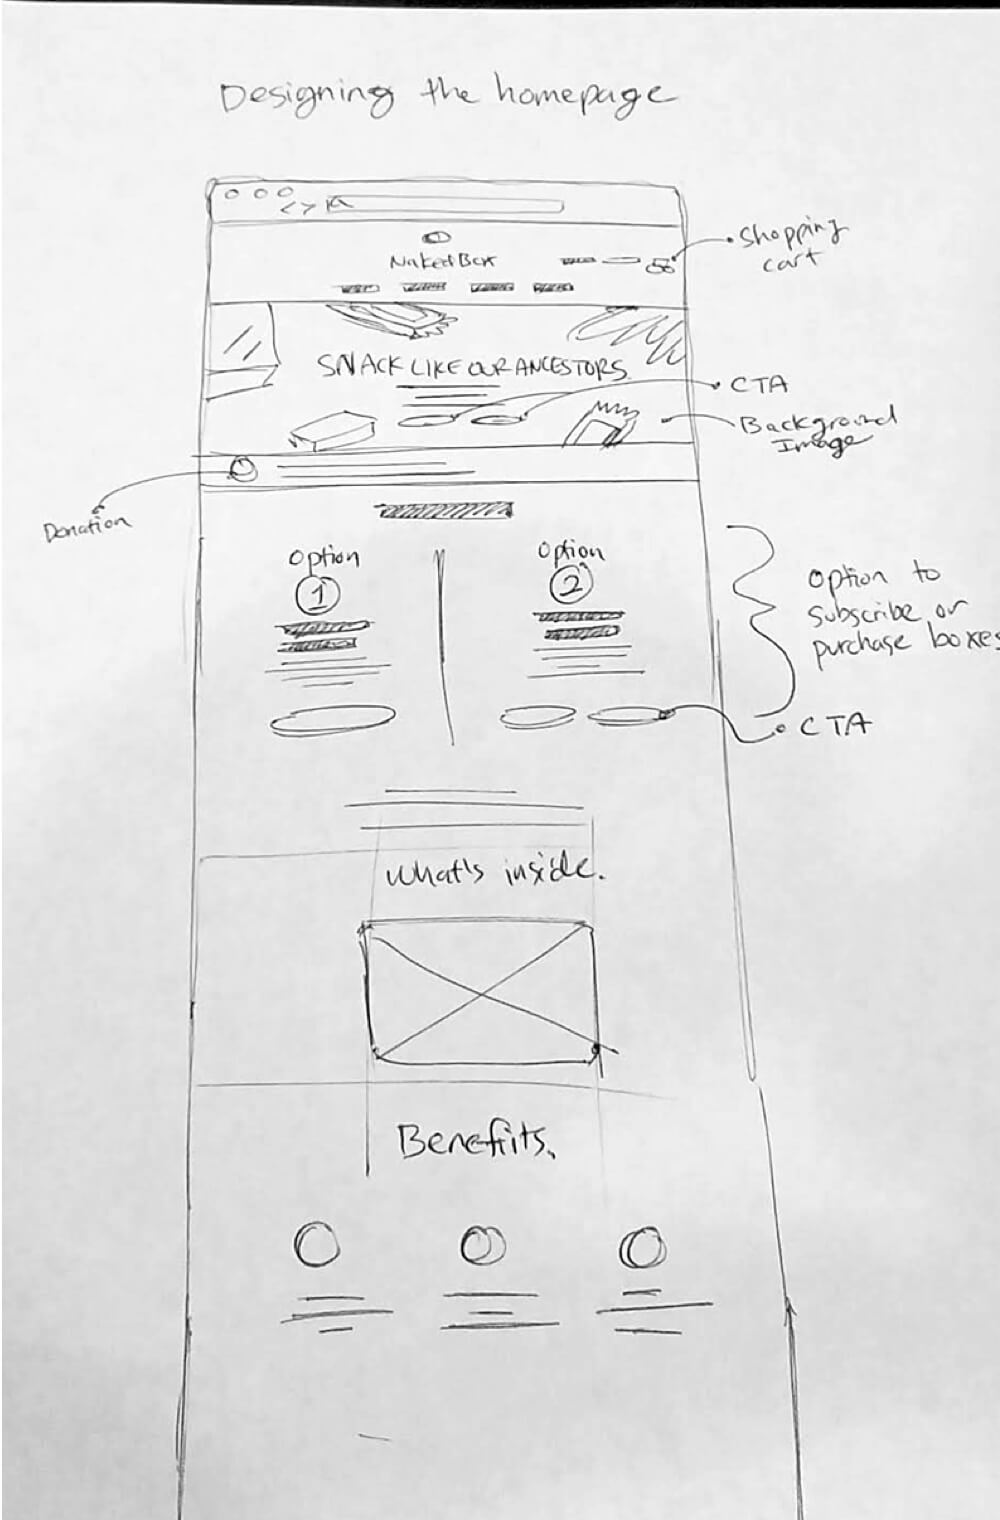 Designing the homepage
Shopping
cart
NakedBox
SNACK LIKE OUR ANCESTORS
CTA
Background
Image
Donation
Option
1
Option
2
Option to
subscribe or
purchase boxes
CTA
What's inside.
Benefiits.